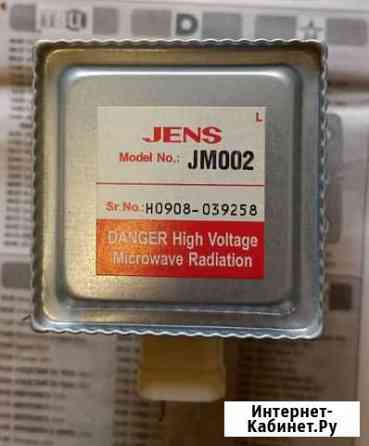 L
JENS
Model No.: JM002
Sr.No.: H0908-039258
DANGER High Voltage
Microwave Radiation
Интернет-
Кабинет.Ру